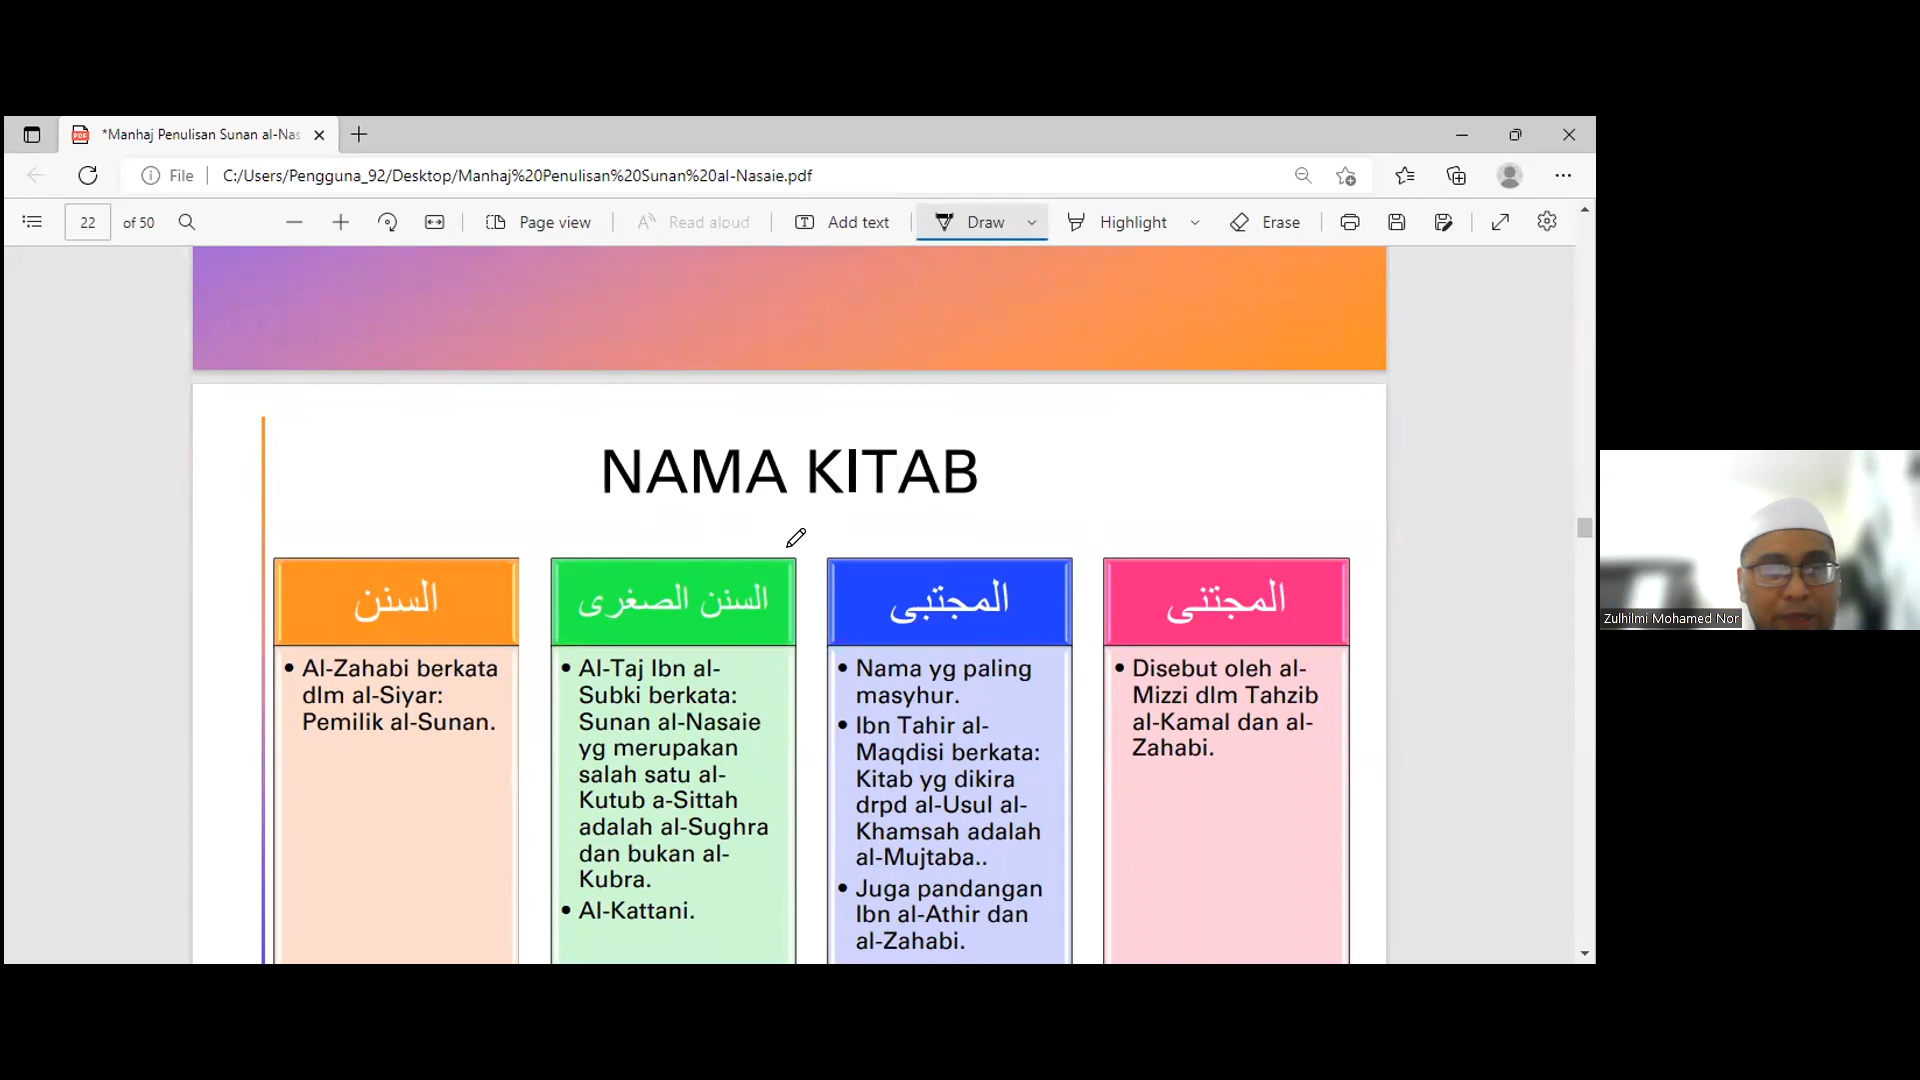 *Manhaj Penulisan Sunan al-Nas
File
C:/Users/Pengguna_92/Desktop/Manhaj%20Penulisan%20Sunan%20al-Nasaie.pdf
22 of 50
Page view
Read aloud
Add text
Draw
Highlight
Erase
NAMA KITAB
السنن
• Al-Zahabi berkata
dlm al-Siyar:
Pemilik al-Sunan.
السنن الصغرى
• Al-Taj Ibn al-
Subki berkata:
Sunan al-Nasaie
yg merupakan
salah satu al-
Kutub a-Sittah
adalah al-Sughra
dan bukan al-
Kubra.
• Al-Kattani.
المجتبى
• Nama yg paling
masyhur.
• Ibn Tahir al-
Maqdisi berkata:
Kitab yg dikira
drpd al-Usul al-
Khamsah adalah
al-Mujtaba..
• Juga pandangan
Ibn al-Athir dan
al-Zahabi.
المجتنى
• Disebut oleh al-
Mizzi dlm Tahzib
al-Kamal dan al-
Zahabi.
Zulhilmi Mohamed Nor